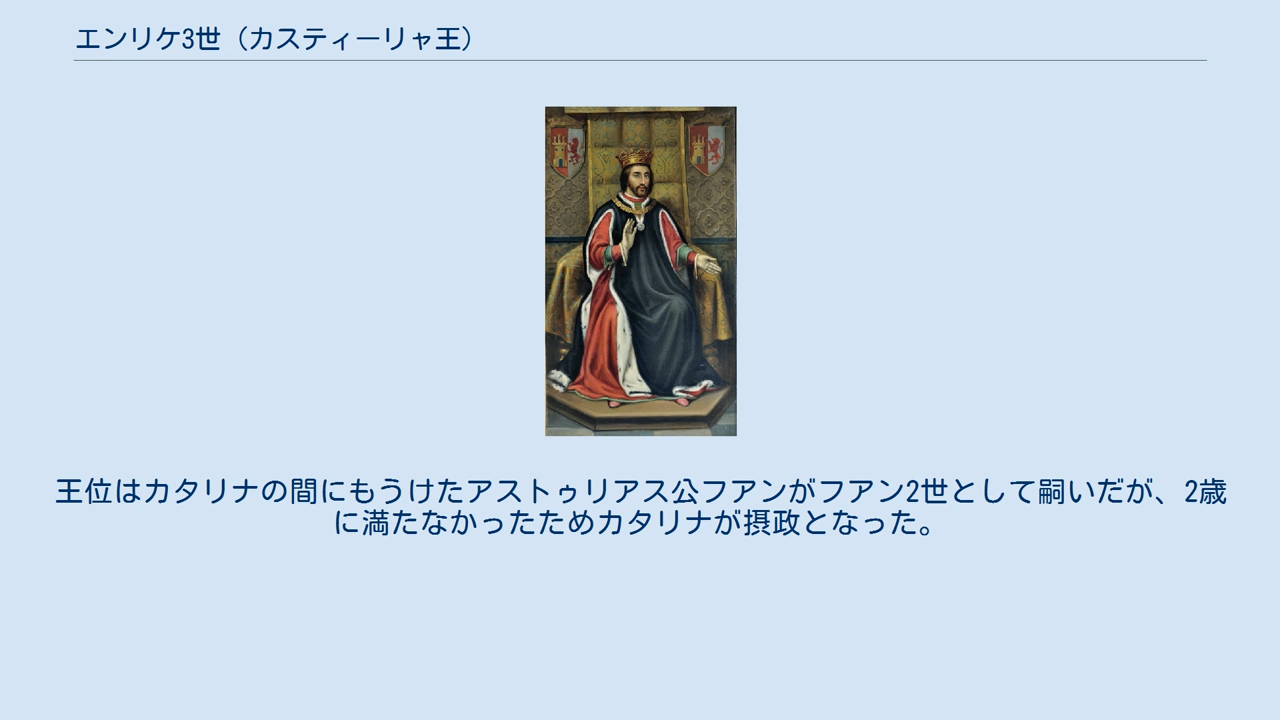 エンリケ3世（カスティーリャ王）
王位はカタリナの間にもうけたアストゥリアス公フアンがフアン2世として嗣いだが、2歳
に満たなかったためカタリナが摂政となった。